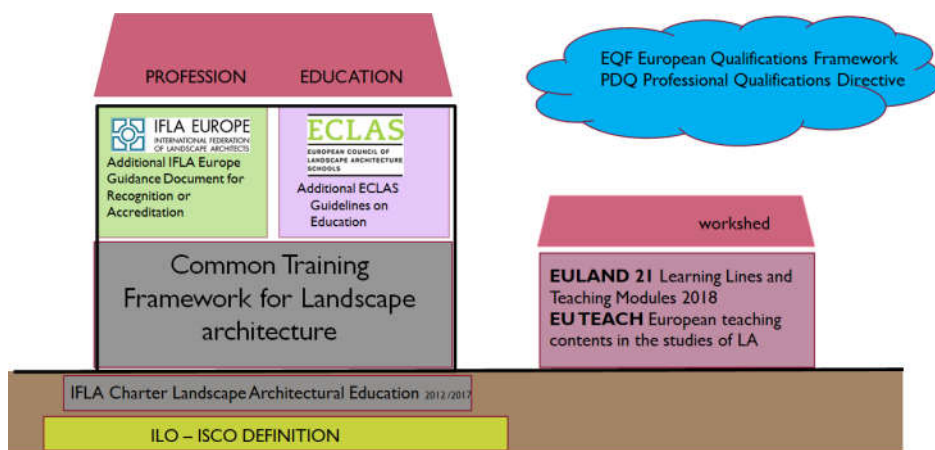 PROFESSION EDUCATION
EQF European Qualifications Framework
PDQ Professional Qualifications Directive
IFLA EUROPE
INTERNATIONAL FEDERATION
OF LANDSCAPE ARCHITECTS
Additional IFLA Europe
Guidance Document for
Recognition or
Accreditation
ECLAS
EUROPEAN COUNCIL OF
LANDSCAPE ARCHITECTURE
SCHOOLS
Additional ECLAS
Guidelines on
Education
workshed
Common Training
Framework for Landscape
architecture
EULAND 21 Learning Lines and
Teaching Modules 2018
EU TEACH European teaching
contents in the studies of LA
IFLA Charter Landscape Architectural Education 2012/2017
ILO – ISCO DEFINITION